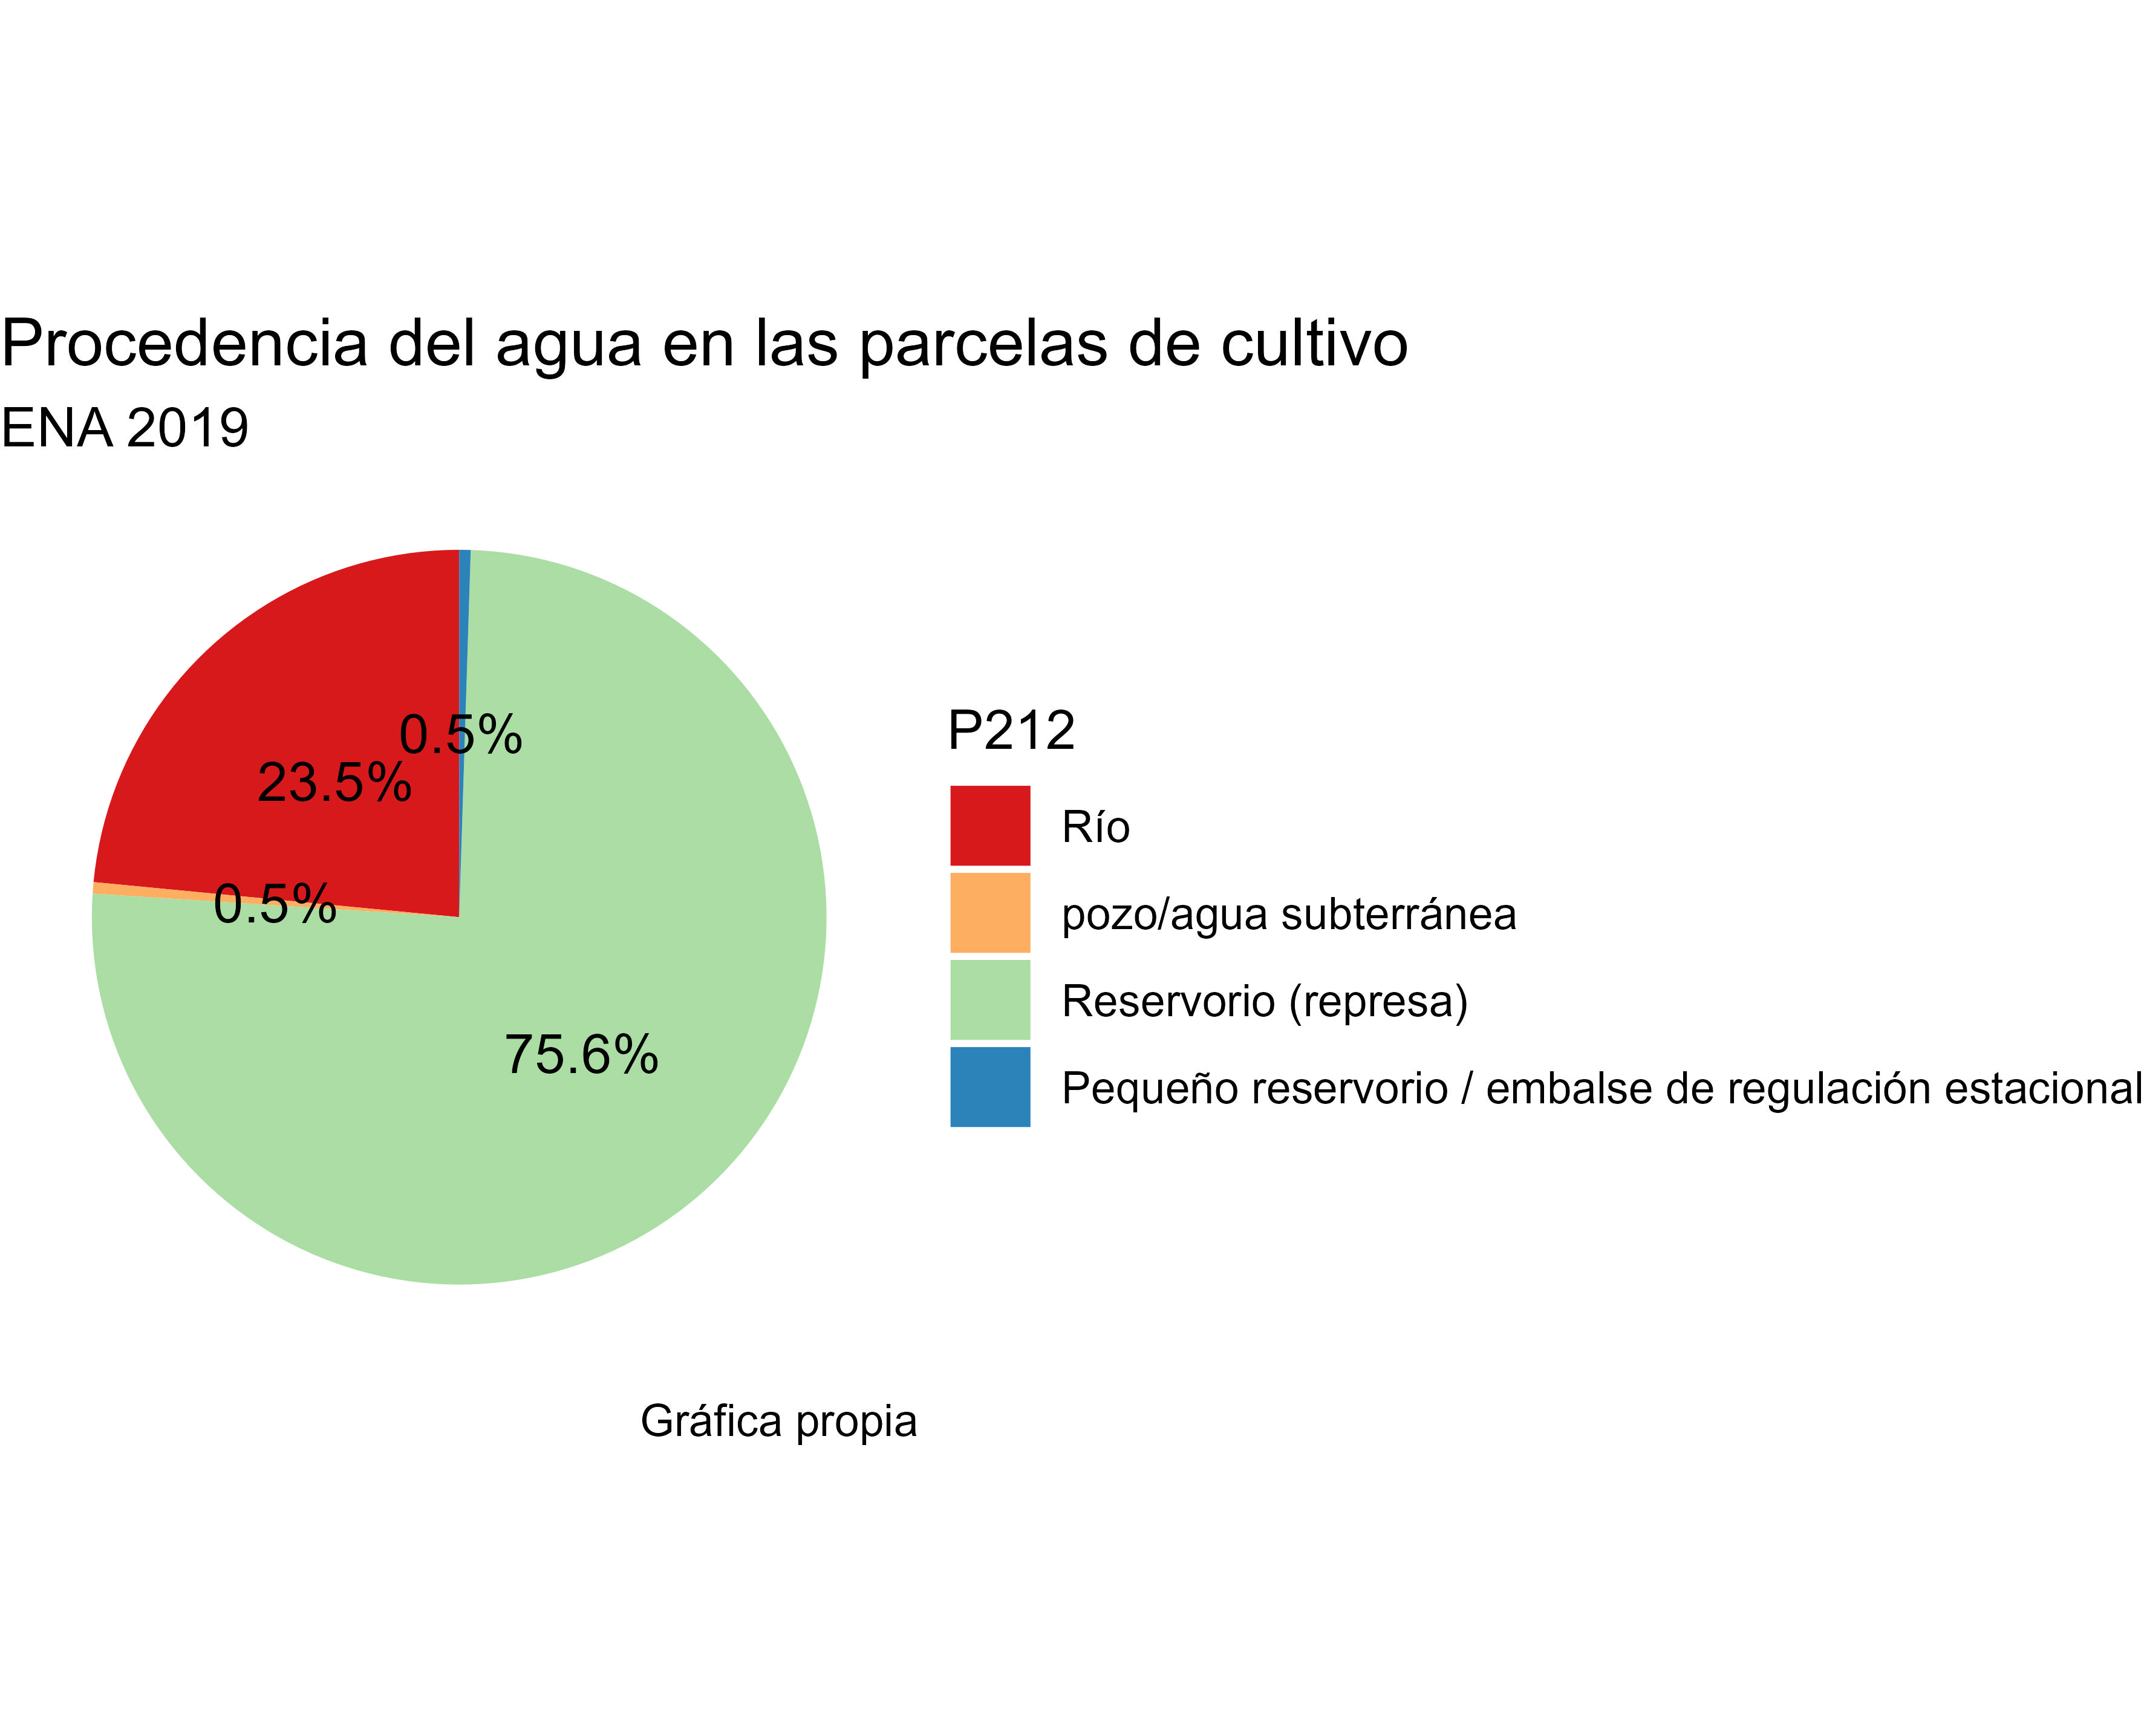 Procedencia del agua en las parcelas de cultivo
ENA 2019
0.5%
23.5%
0.5%
75.6%
P212
Río
pozo/agua subterránea
Reservorio (represa)
Pequeño reservorio / embalse de regulación estacional
Gráfica propia